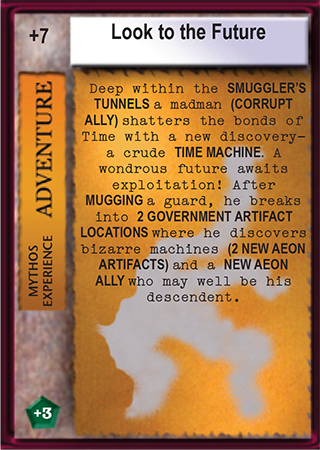 +7
Look to the Future
ADVENTURE
MYTHOS
EXPERIENCE
Deep within the SMUGGLER'S
TUNNELS a madman (CORRUPT
ALLY) shatters the bonds of
Time with a new discovery—
a crude TIME MACHINE. A
wondrous future awaits
exploitation! After
MUGGING a guard, he breaks
into 2 GOVERNMENT ARTIFACT
LOCATIONS where he discovers
bizarre machines (2 NEW AEON
ARTIFACTS) and a NEW AEON
ALLY who may well be his
descendent.
+3